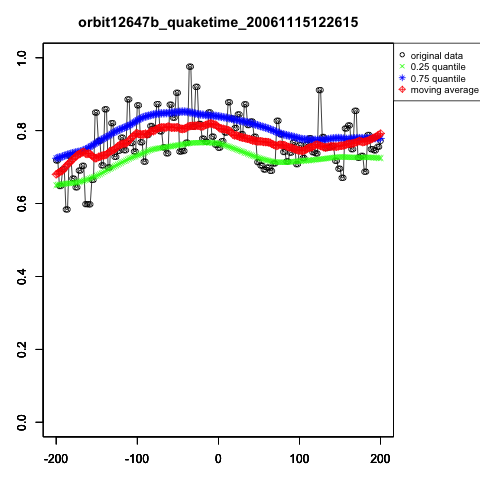 orbit12647b_quaketime_20061115122615
original data
0.25 quantile
0.75 quantile
moving average
1.0
0.8
0.6
0.4
0.2
0.0
-200 -100 0 100 200